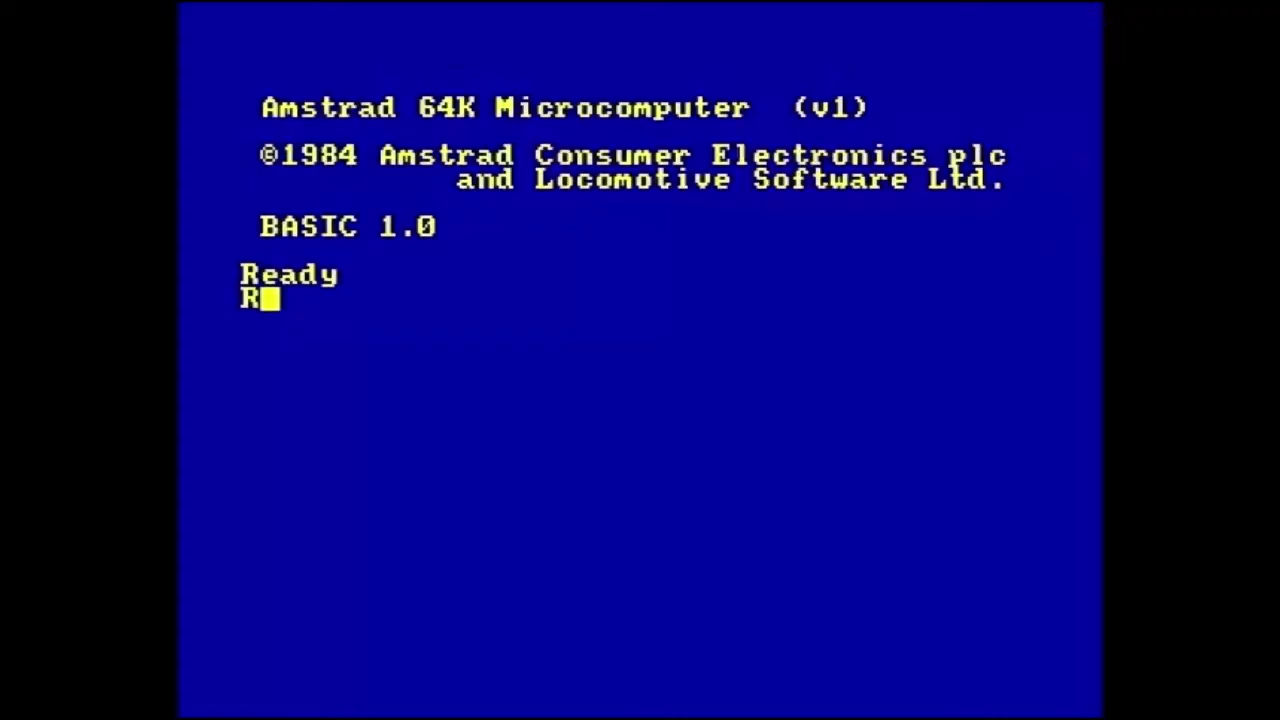 Amstrad 64K Microcomputer  (v1)
©1984 Amstrad Consumer Electronics plc
and Locomotive Software Ltd.
BASIC 1.0
Ready
R